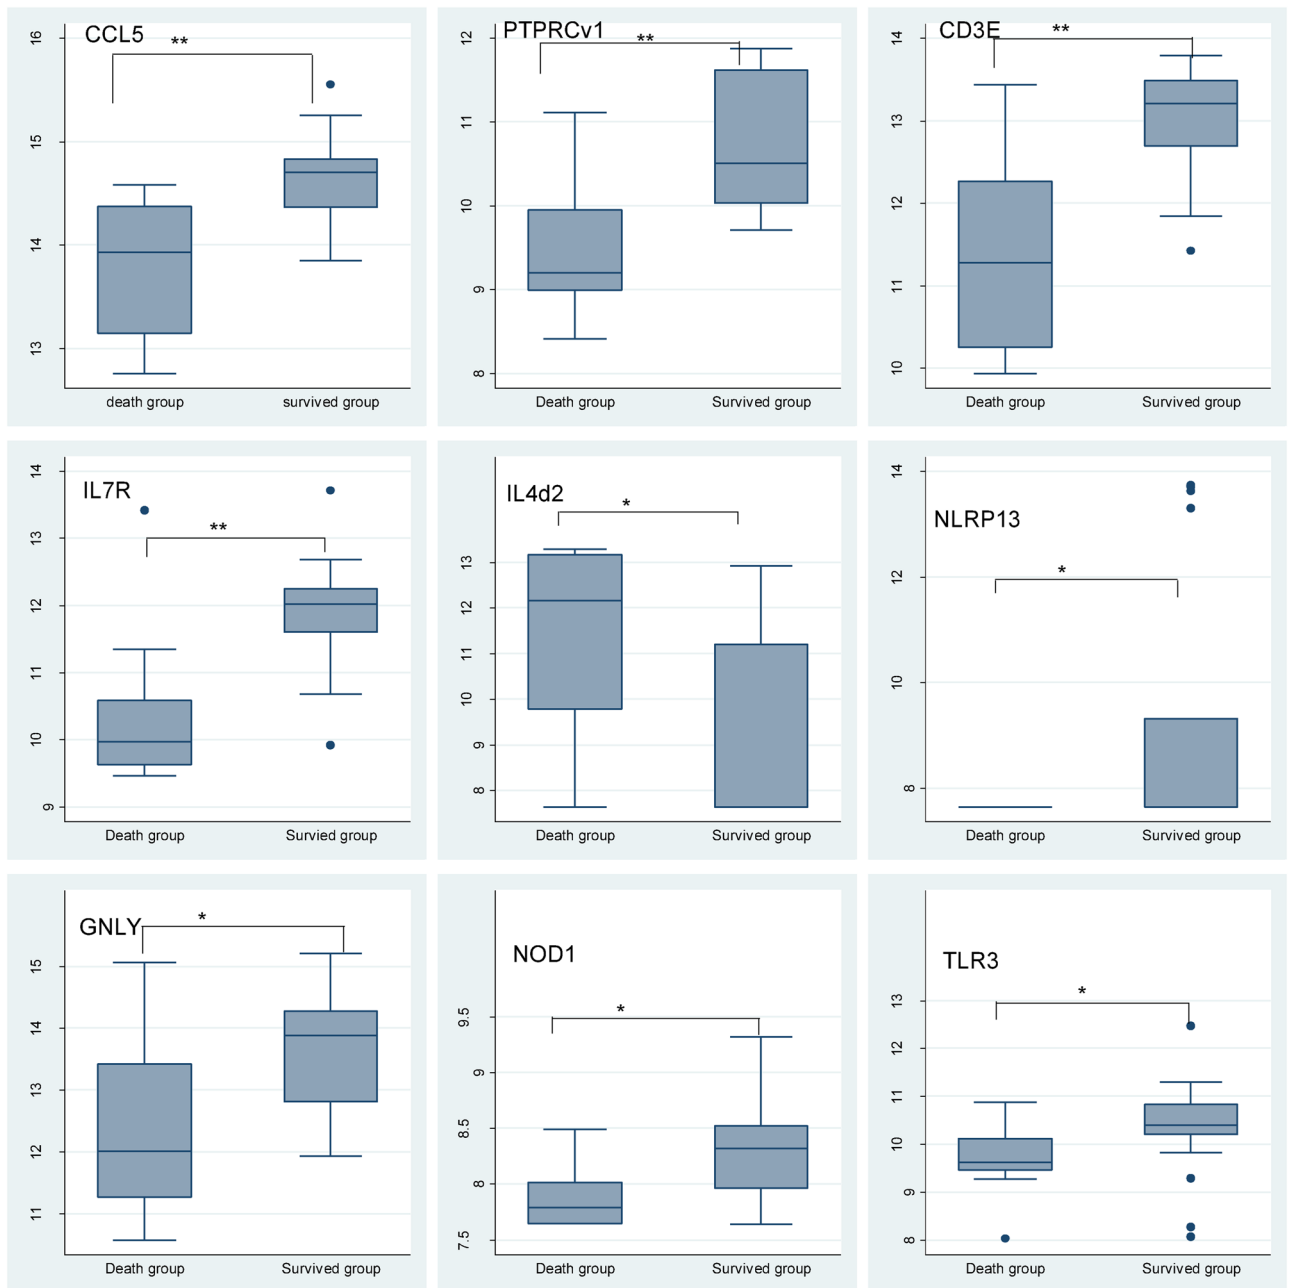 CCL5
**
16
15
14
13
death group
survived group
PTPRCv1
**
12
11
10
9
8
Death group
Survived group
CD3E
**
14
13
12
11
10
Death group
Survived group
IL7R
**
14
13
12
11
10
9
Death group
Survied group
IL4d2
*
13
12
11
10
9
8
Death group
Survived group
NLRP13
*
14
12
10
8
Death group
Survived group
GNLY
*
15
14
13
12
11
Death group
Survived group
NOD1
*
9.5
9
8.5
8
7.5
Death group
Survived group
TLR3
*
13
12
11
10
9
8
Death group
Survived group